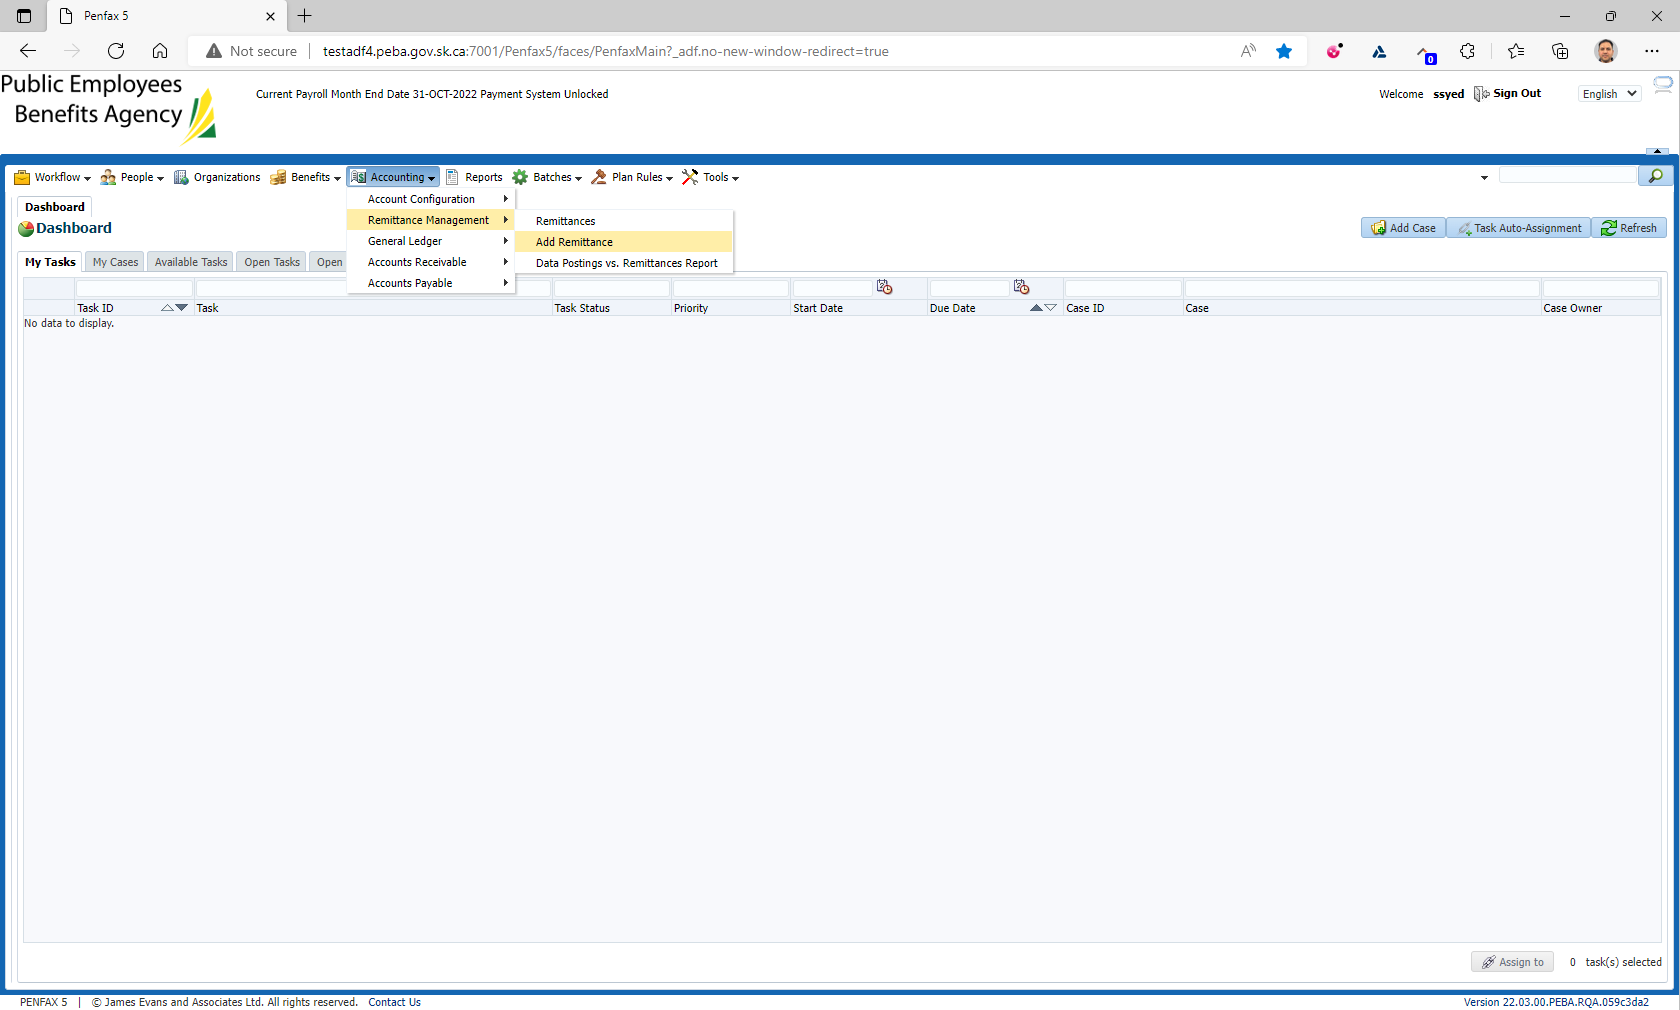 Penfax 5
Not secure
testadf4.peba.gov.sk.ca:7001/Penfax5/faces/PenfaxMain?_adf.no-new-window-redirect=true
0
Public Employees
Benefits Agency
Current Payroll Month End Date 31-OCT-2022 Payment System Unlocked
Welcome ssyed Sign Out
English
Workflow People Organizations Benefits Accounting Reports Batches Plan Rules Tools
Account Configuration
Remittance Management
General Ledger
Accounts Receivable
Accounts Payable
Remittances
Add Remittance
Data Postings vs. Remittances Report
Dashboard
Dashboard
Add Case Task Auto-Assignment Refresh
My Tasks My Cases Available Tasks Open Tasks Open
Task ID Task Task Status Priority Start Date Due Date Case ID Case Case Owner
No data to display.
Assign to 0 task(s) selected
PENFAX 5 | © James Evans and Associates Ltd. All rights reserved. Contact Us
Version 22.03.00.PEBA.RQA.059c3da2